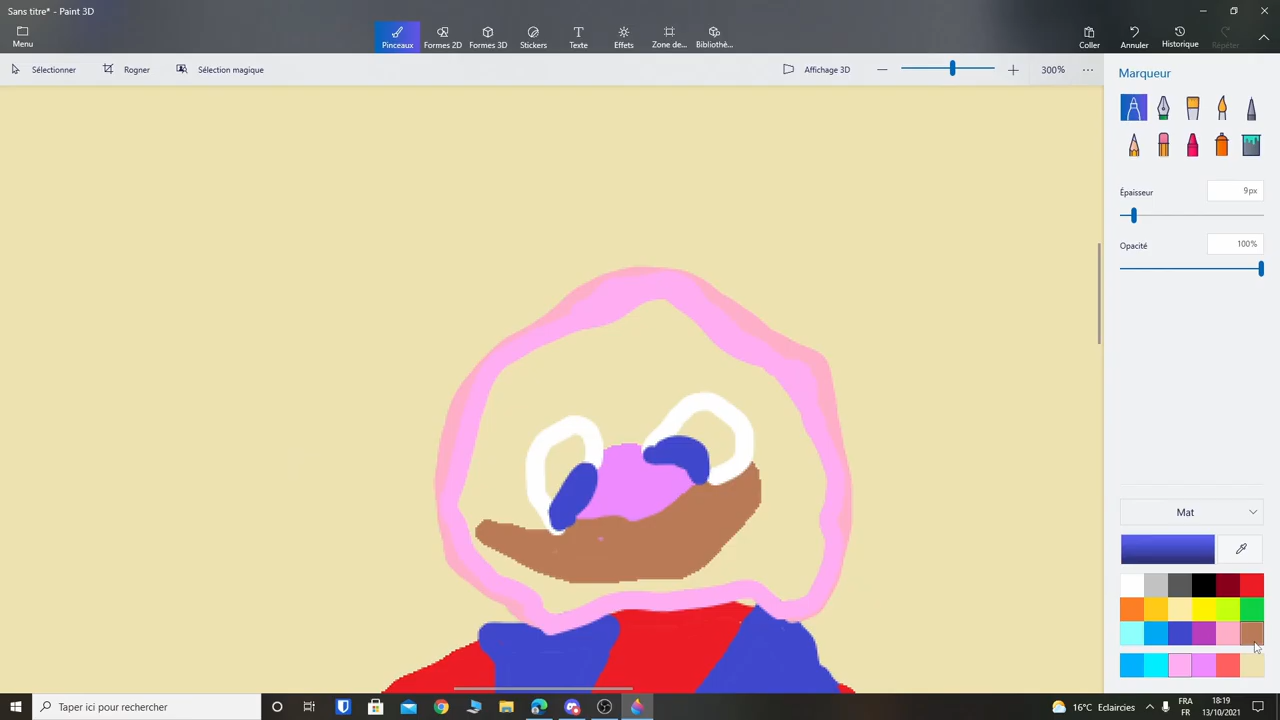 Sans titre* - Paint 3D
Menu
Pinceaux
Formes 2D
Formes 3D
Stickers
Texte
Effets
Zone de...
Bibliothè...
Coller
Annuler
Historique
Répéter
Sélectionner
Rogner
Sélection magique
Affichage 3D
300%
Marqueur
Épaisseur
9px
Opacité
100%
Mat
Taper ici pour rechercher
16°C Eclaircies
FRA
FR
18:19
13/10/2021